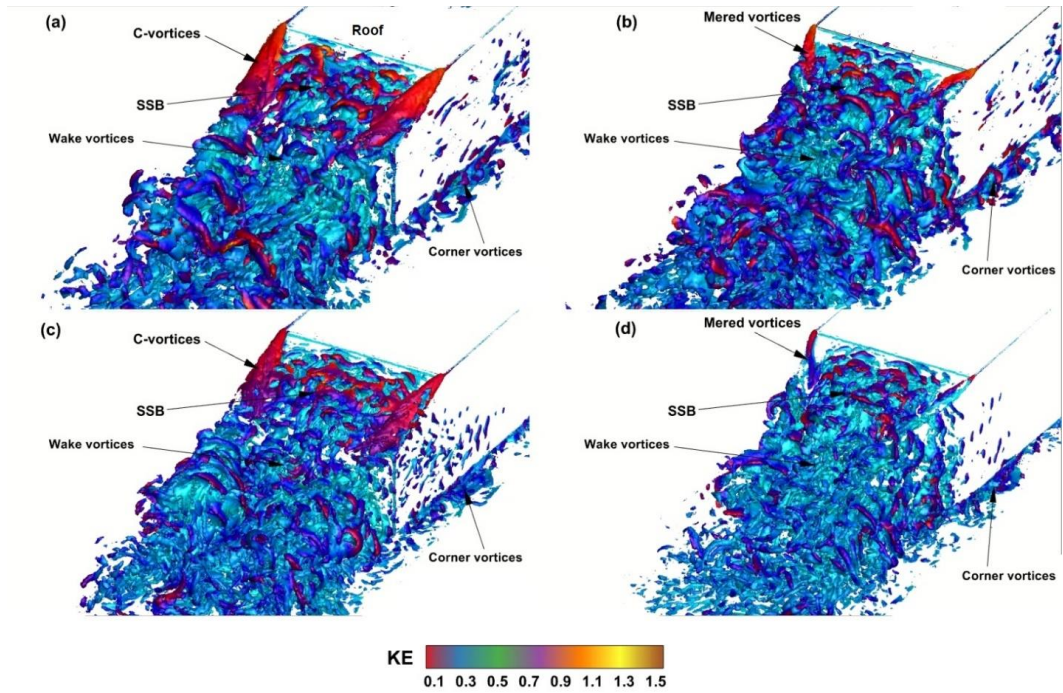 (a)
C-vortices
Roof
SSB
Wake vortices
Corner vortices
(b)
Mered vortices
SSB
Wake vortices
Corner vortices
(c)
C-vortices
SSB
Wake vortices
Corner vortices
(d)
Mered vortices
SSB
Wake vortices
Corner vortices
KE
0.1 0.3 0.5 0.7 0.9 1.1 1.3 1.5